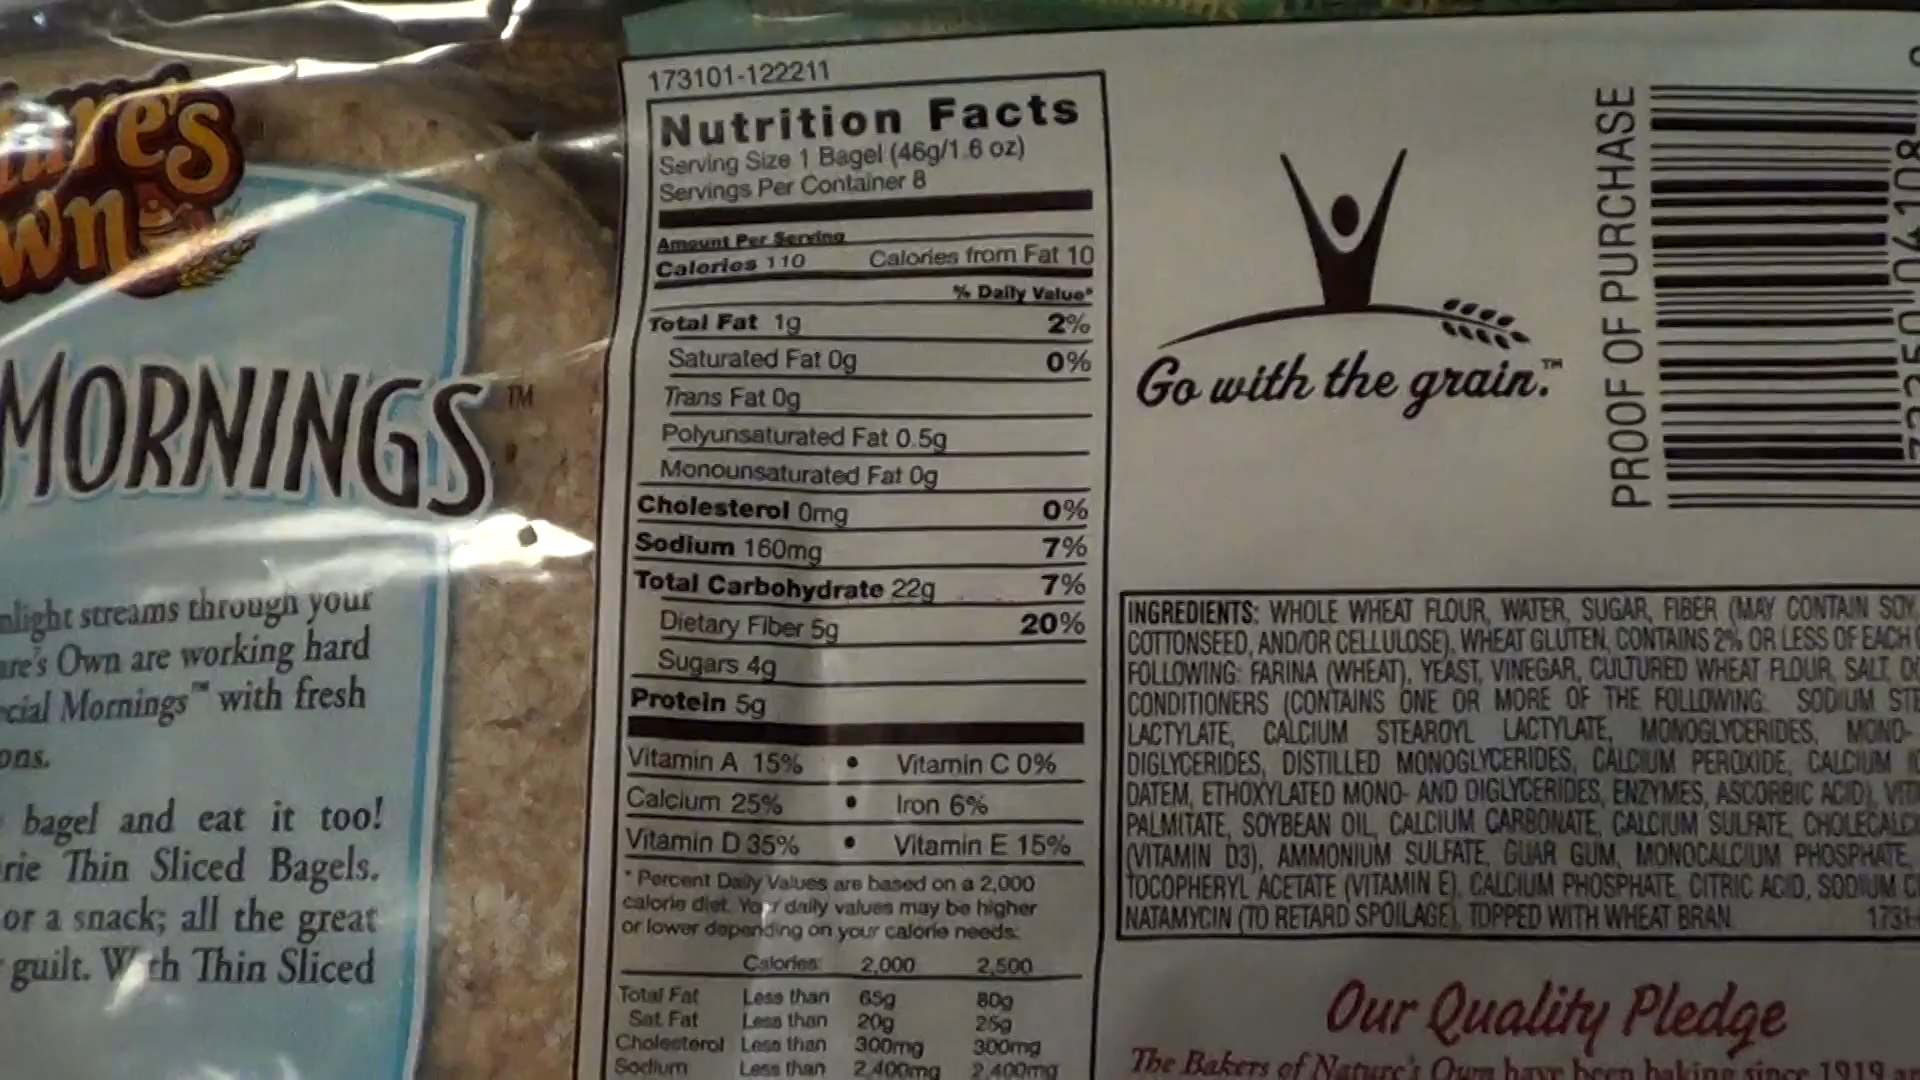 MORNINGS™
streams through your
Own are working hard
Mornings™ with fresh
bagel and eat it too!
Thin Sliced Bagels.
or a snack; all the great
guilt. With Thin Sliced
173101-122211
Nutrition Facts
Serving Size 1 Bagel (46g/1.6 oz)
Servings Per Container 8
Amount Per Serving
Calories 110 Calories from Fat 10
% Daily Value*
Total Fat 1g 2%
Saturated Fat 0g 0%
Trans Fat 0g
Polyunsaturated Fat 0.5g
Monounsaturated Fat 0g
Cholesterol 0mg 0%
Sodium 160mg 7%
Total Carbohydrate 22g 7%
Dietary Fiber 5g 20%
Sugars 4g
Protein 5g
Vitamin A 15% • Vitamin C 0%
Calcium 25% • Iron 6%
Vitamin D 35% • Vitamin E 15%
* Percent Daily Values are based on a 2,000
calorie diet. Your daily values may be higher
or lower depending on your calorie needs:
Calories: 2,000 2,500
Total Fat Less than 65g 80g
Sat Fat Less than 20g 25g
Cholesterol Less than 300mg 300mg
Sodium Less than 2,400mg 2,400mg
Go with the grain.™
PROOF OF PURCHASE
INGREDIENTS: WHOLE WHEAT FLOUR, WATER, SUGAR, FIBER (MAY CONTAIN SOY,
COTTONSEED, AND/OR CELLULOSE), WHEAT GLUTEN, CONTAINS 2% OR LESS OF EACH
FOLLOWING: FARINA (WHEAT), YEAST, VINEGAR, CULTURED WHEAT FLOUR, SALT,
CONDITIONERS (CONTAINS ONE OR MORE OF THE FOLLOWING: SODIUM
LACTYLATE, CALCIUM STEAROYL LACTYLATE, MONOGLYCERIDES, MONO-
DIGLYCERIDES, DISTILLED MONOGLYCERIDES, CALCIUM PEROXIDE, CALCIUM
DATEM, ETHOXYLATED MONO- AND DIGLYCERIDES, ENZYMES, ASCORBIC ACID),
PALMITATE, SOYBEAN OIL, CALCIUM CARBONATE, CALCIUM SULFATE,
(VITAMIN D3), AMMONIUM SULFATE, GUAR GUM, MONOCALCIUM PHOSPHATE,
TOCOPHERYL ACETATE (VITAMIN E), CALCIUM PHOSPHATE, CITRIC ACID, SODIUM
NATAMYCIN (TO RETARD SPOILAGE), TOPPED WITH WHEAT BRAN.
Our Quality Pledge
The Bakers of Nature's Own have been baking since 1919